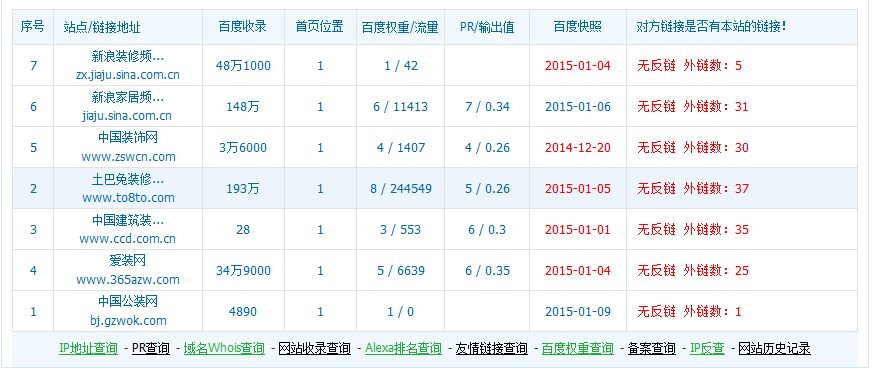 序号 站点/链接地址 百度收录 首页位置 百度权重/流量 PR/输出值 百度快照 对方链接是否有本站的链接!
7 新浪装修频... 48万1000 1 1 / 42 2015-01-04 无反链 外链数：5
zx.jiaju.sina.com.cn
6 新浪家居频... 148万 1 6 / 11413 7 / 0.34 2015-01-06 无反链 外链数：31
jiaju.sina.com.cn
5 中国装饰网 3万6000 1 4 / 1407 4 / 0.26 2014-12-20 无反链 外链数：30
www.zswcn.com
2 土巴兔装修... 193万 1 8 / 244549 5 / 0.26 2015-01-05 无反链 外链数：37
www.to8to.com
3 中国建筑装... 28 1 3 / 553 6 / 0.3 2015-01-01 无反链 外链数：35
www.ccd.com.cn
4 爱装网 34万9000 1 5 / 6639 6 / 0.35 2015-01-04 无反链 外链数：25
www.365azw.com
1 中国公装网 4890 1 1 / 0 2015-01-09 无反链 外链数：1
bj.gzwok.com
IP地址查询 - PR查询 - 域名Whois查询 - 网站收录查询 - Alexa排名查询 - 友情链接查询 - 百度权重查询 - 备案查询 - IP反查 - 网站历史记录